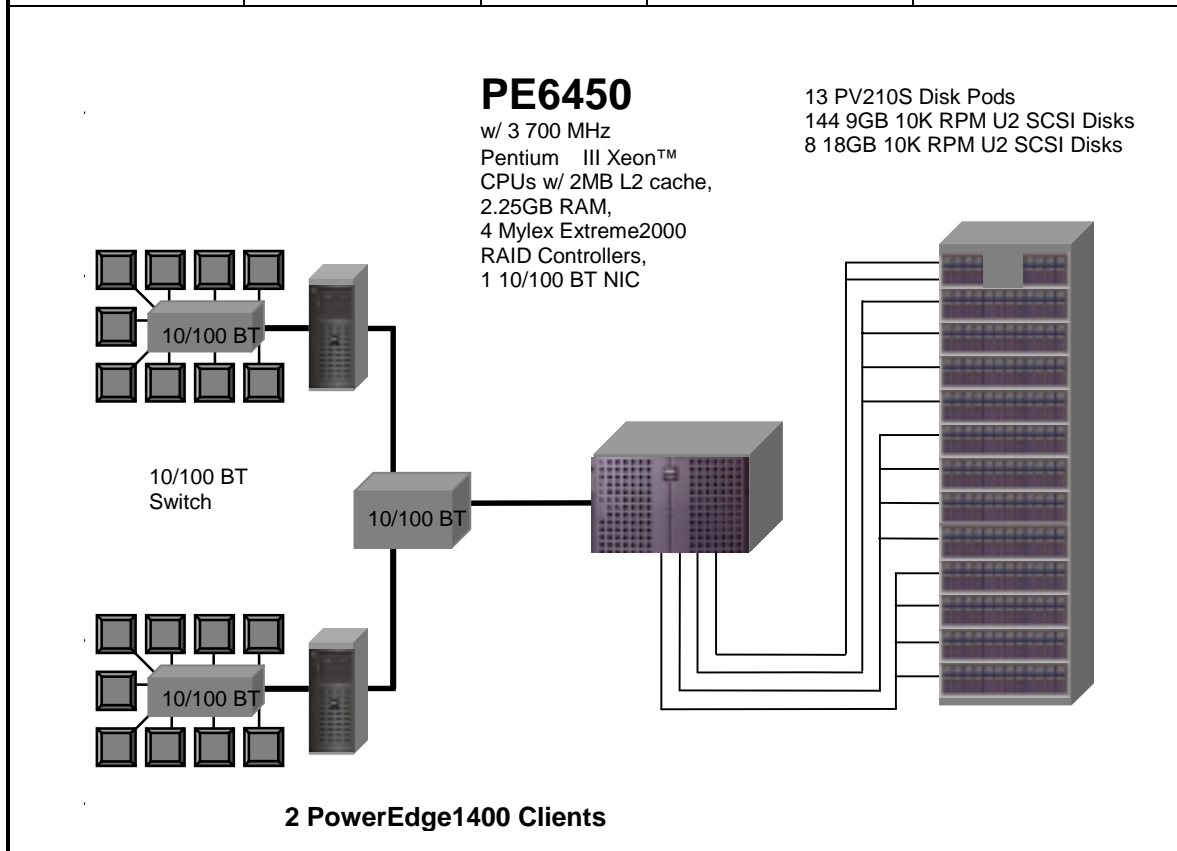 PE6450
w/ 3 700 MHz
Pentium III Xeon™
CPUs w/ 2MB L2 cache,
2.25GB RAM,
4 Mylex Extreme2000
RAID Controllers,
1 10/100 BT NIC
13 PV210S Disk Pods
144 9GB 10K RPM U2 SCSI Disks
8 18GB 10K RPM U2 SCSI Disks
10/100 BT
10/100 BT
Switch
10/100 BT
10/100 BT
2 PowerEdge1400 Clients